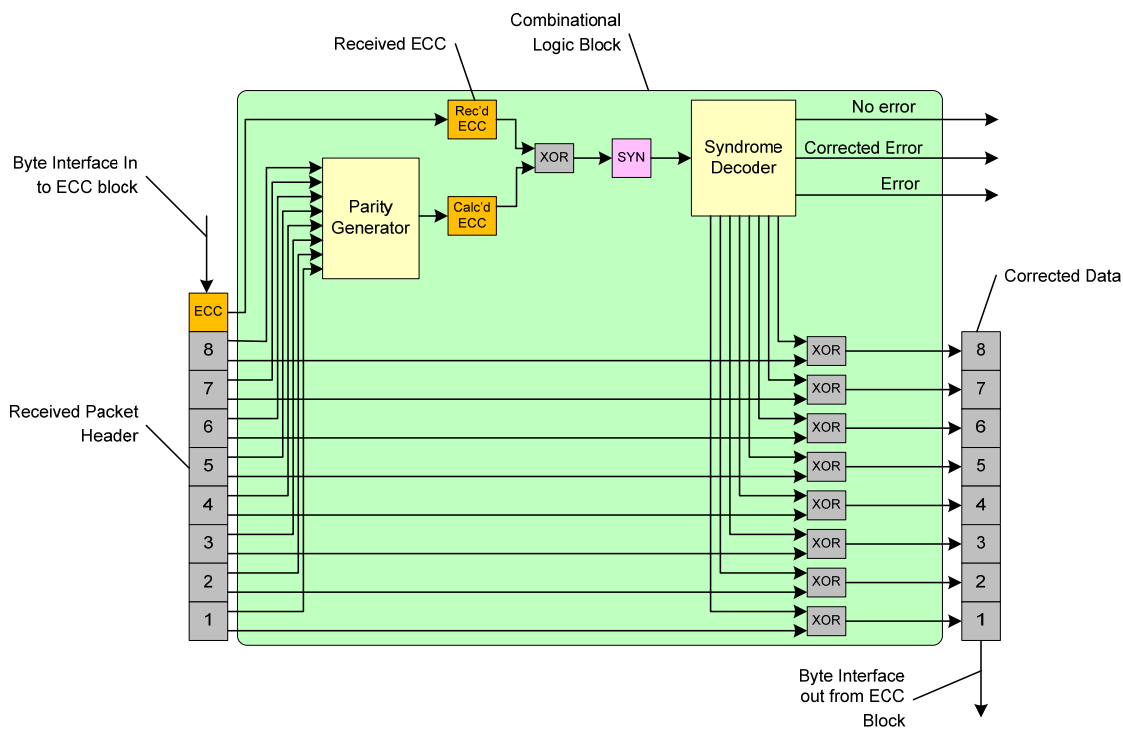 Combinational
Logic Block
Received ECC
Rec'd
ECC
No error
XOR
SYN
Syndrome
Decoder
Corrected Error
Byte Interface In
to ECC block
Error
Parity
Generator
Calc'd
ECC
Corrected Data
ECC
8
XOR
8
7
XOR
7
Received Packet
Header
6
XOR
6
5
XOR
5
4
XOR
4
3
XOR
3
2
XOR
2
1
XOR
1
Byte Interface
out from ECC
Block